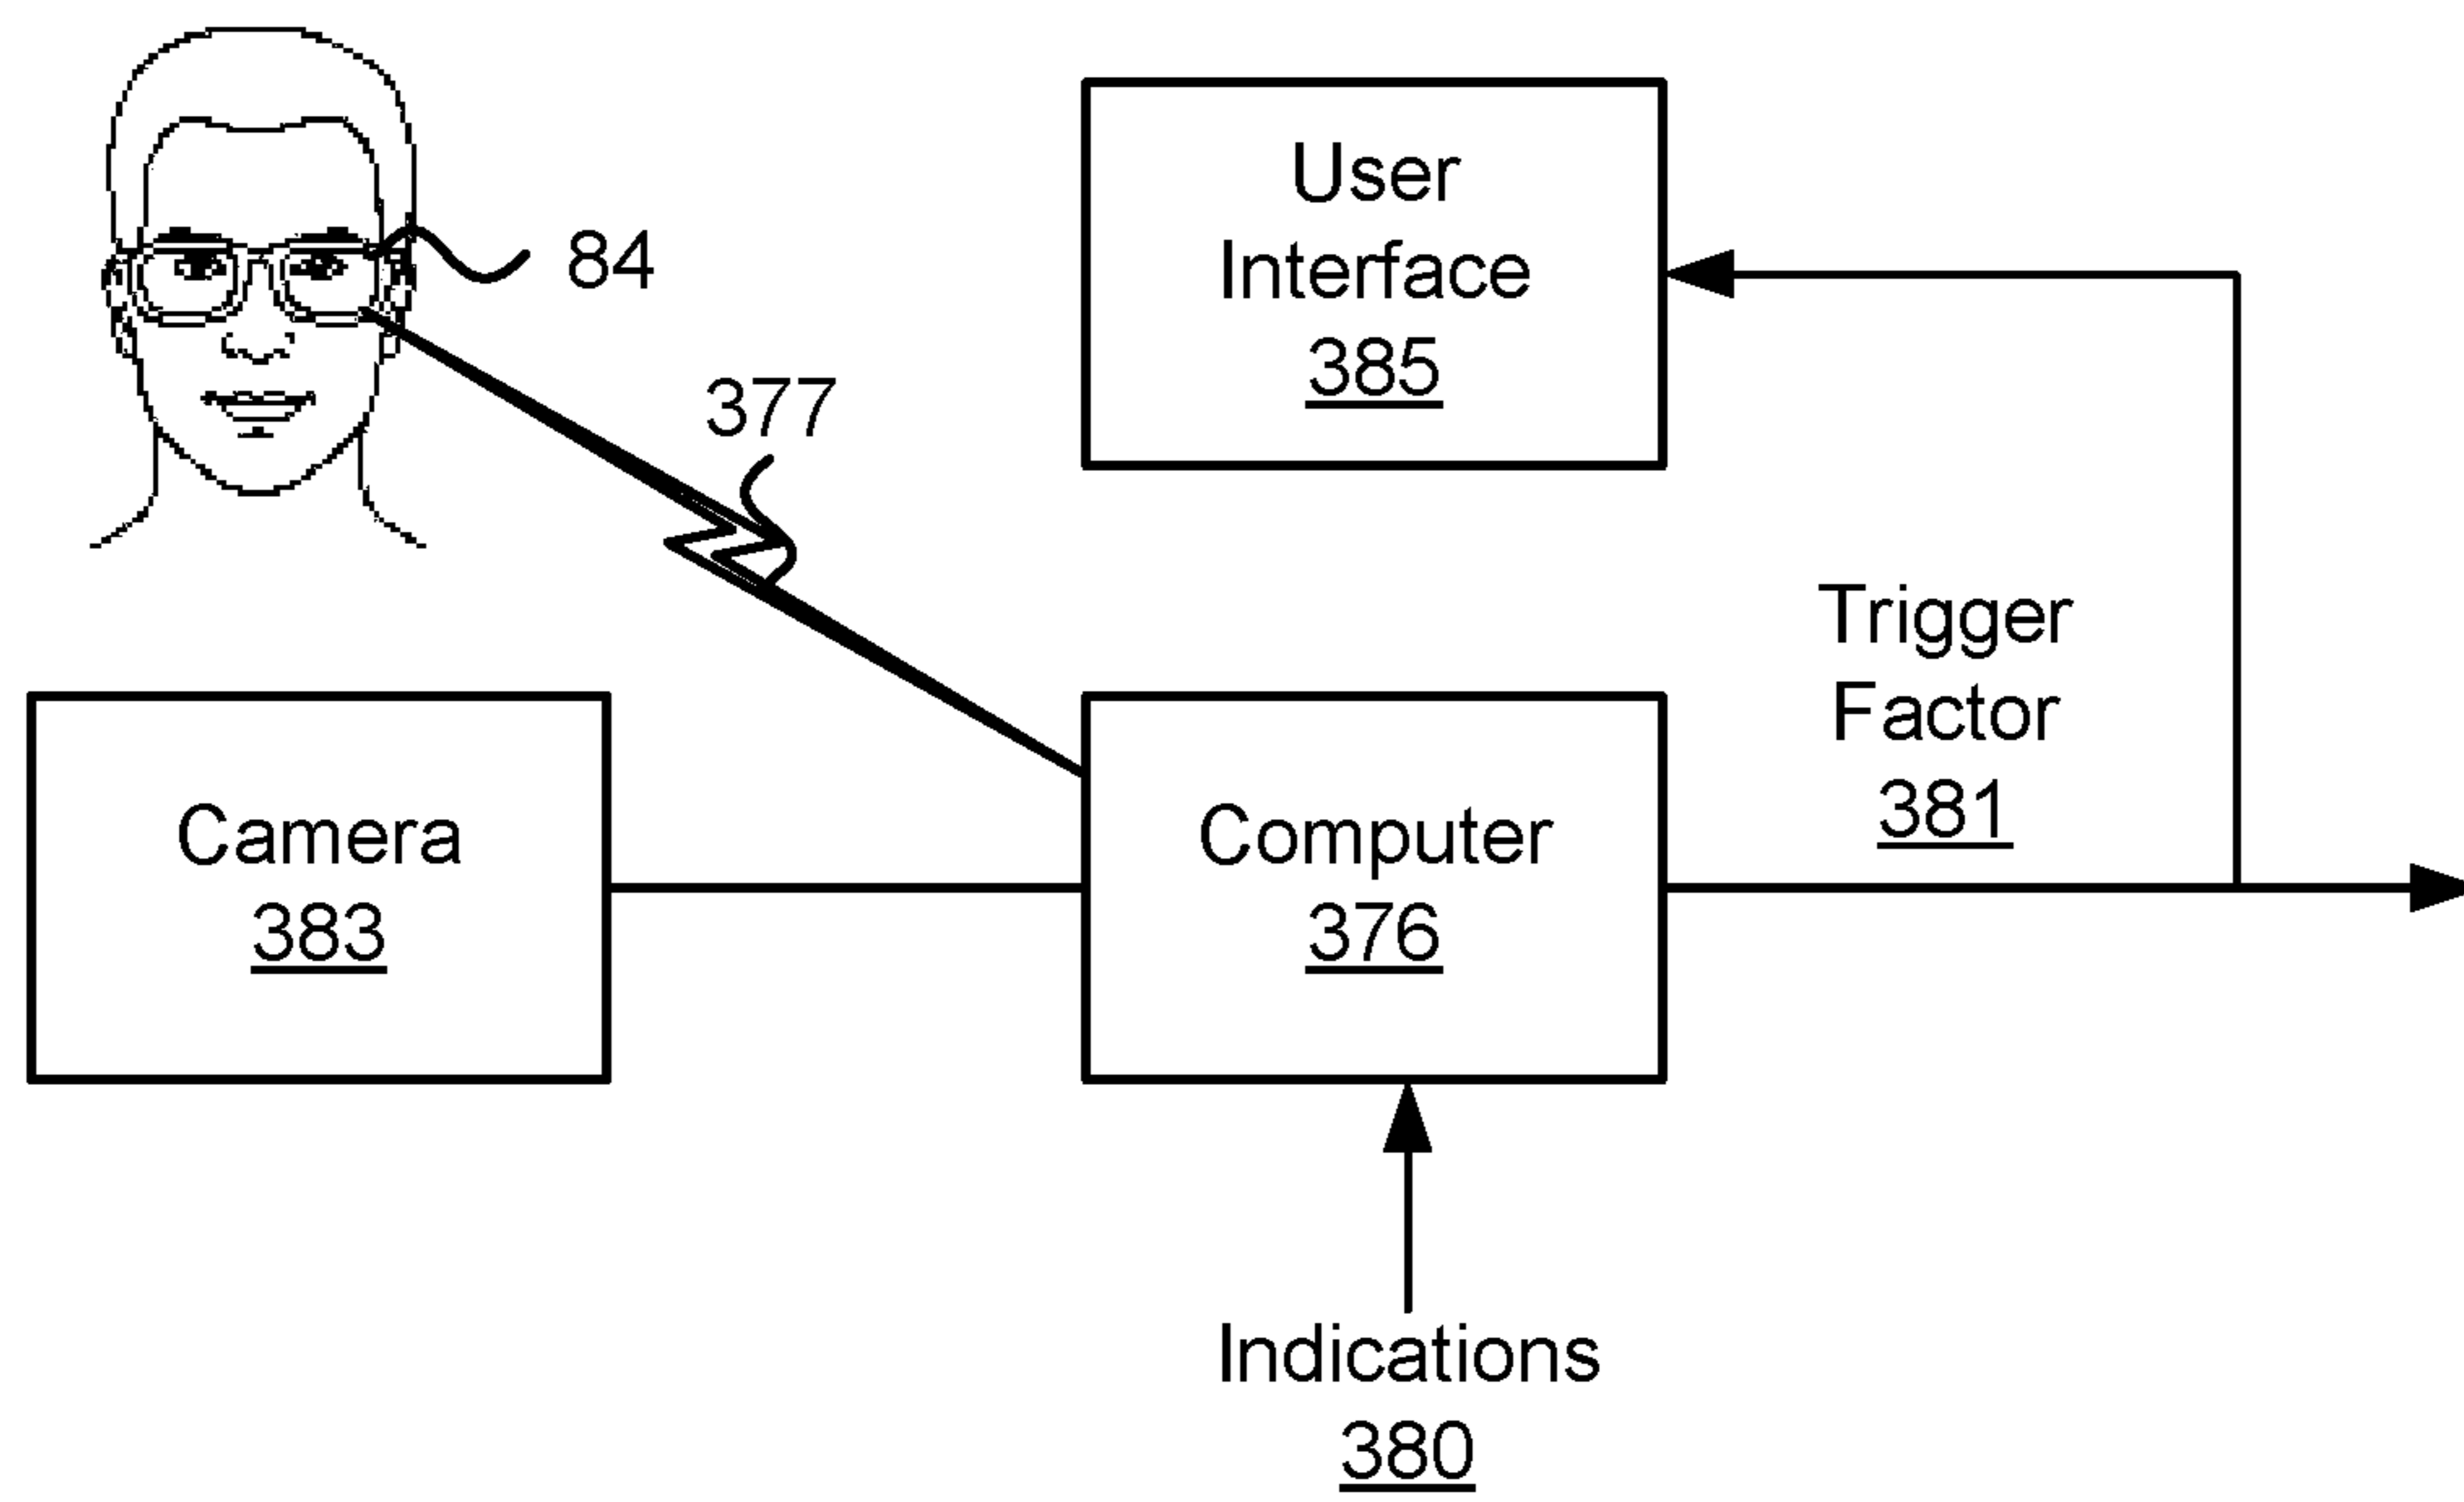 84
377
User
Interface
385
Trigger
Factor
381
Camera
383
Computer
376
Indications
380